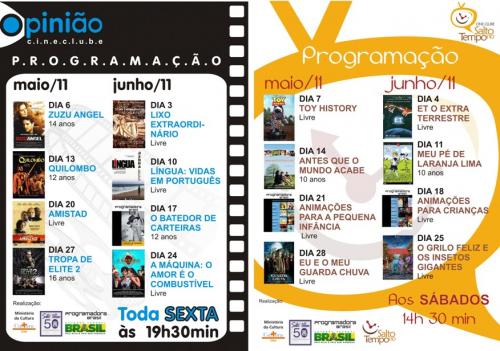 Opinião
cineclube
P.R.O.G.R.A.M.A.Ç.Ã.O
maio/11
DIA 6
ZUZU ANGEL
14 anos
DIA 13
QUILOMBO
12 anos
DIA 20
AMISTAD
Livre
DIA 27
TROPA DE
ELITE 2
16 anos
junho/11
DIA 3
LIXO
EXTRAORDI-
NÁRIO
Livre
DIA 10
LÍNGUA: VIDAS
EM PORTUGUÊS
Livre
DIA 17
O BATEDOR DE
CARTEIRAS
12 anos
DIA 24
A MÁQUINA: O
AMOR É O
COMBUSTÍVEL
Livre
Realização:
Ministério
da Cultura
50
programadora
brasil
BRASIL
Toda SEXTA
às 19h30min
CINE CLUBE
Salto
no
Tempo
Programação
maio/11
DIA 7
TOY HISTORY
Livre
DIA 14
ANTES QUE O
MUNDO ACABE
10 anos
DIA 21
ANIMAÇÕES
PARA A PEQUENA
INFÂNCIA
Livre
DIA 28
EU E O MEU
GUARDA CHUVA
Livre
junho/11
DIA 4
ET O EXTRA
TERRESTRE
Livre
DIA 11
MEU PÉ DE
LARANJA LIMA
10 anos
DIA 18
ANIMAÇÕES
PARA CRIANÇAS
Livre
DIA 25
O GRILO FELIZ E
OS INSETOS
GIGANTES
Livre
Realização:
Ministério
da Cultura
50
programadora
brasil
BRASIL
Salto
Tempo
Aos SÁBADOS
14h 30 min